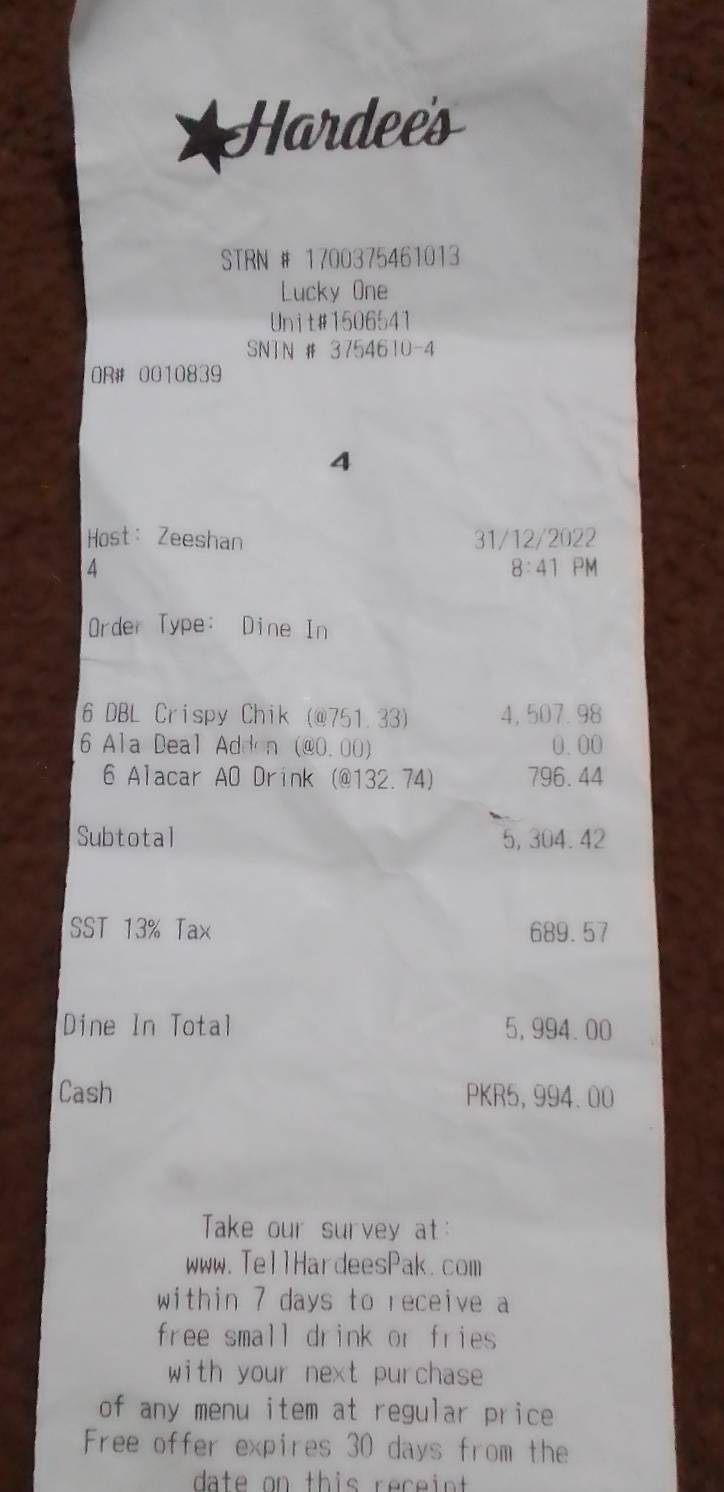 Hardee's
STRN # 1700375461013
Lucky One
Unit#1506541
SNTN # 3754610-4
OR# 0010839
4
Host: Zeeshan 31/12/2022
4 8:41 PM
Order Type: Dine In
6 DBL Crispy Chik (@751.33) 4,507.98
6 Ala Deal (@0.00) 0.00
6 Alacar AO Drink (@132.74) 796.44
Subtotal 5,304.42
SST 13% Tax 689.57
Dine In Total 5,994.00
Cash PKR5,994.00
Take our survey at:
www.TellHardeesPak.com
within 7 days to receive a
free small drink or fries
with your next purchase
of any menu item at regular price
Free offer expires 30 days from the
date on this receipt